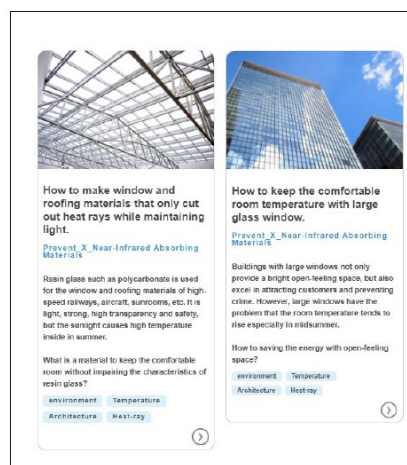 How to make window and
roofing materials that only cut
out heat rays while maintaining
light.
Prevent_X_Near-Infrared Absorbing
Materials
Resin glass such as polycarbonate is used
for the window and roofing materials of high-
speed railways, aircraft, sunrooms, etc. It is
light, strong, high transparency and safety,
but the sunlight causes high temperature
inside in summer.
What is a material to keep the comfortable
room without impairing the characteristics of
resin glass?
environment Temperature
Architecture Heat-ray
How to keep the comfortable
room temperature with large
glass window.
Prevent_X_Near-Infrared Absorbing
Materials
Buildings with large windows not only
provide a bright open-feeling space, but also
excel in attracting customers and preventing
crime. However, large windows have the
problem that the room temperature tends to
rise especially in midsummer.
How to saving the energy with open-feeling
space?
environment Temperature
Architecture Heat-ray